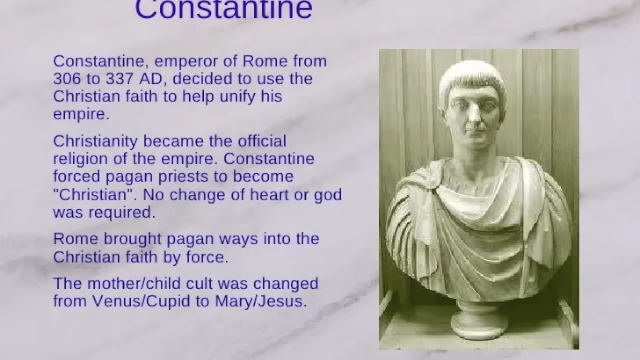 Constantine
Constantine, emperor of Rome from
306 to 337 AD, decided to use the
Christian faith to help unify his
empire.
Christianity became the official
religion of the empire. Constantine
forced pagan priests to become
"Christian". No change of heart or god
was required.
Rome brought pagan ways into the
Christian faith by force.
The mother/child cult was changed
from Venus/Cupid to Mary/Jesus.